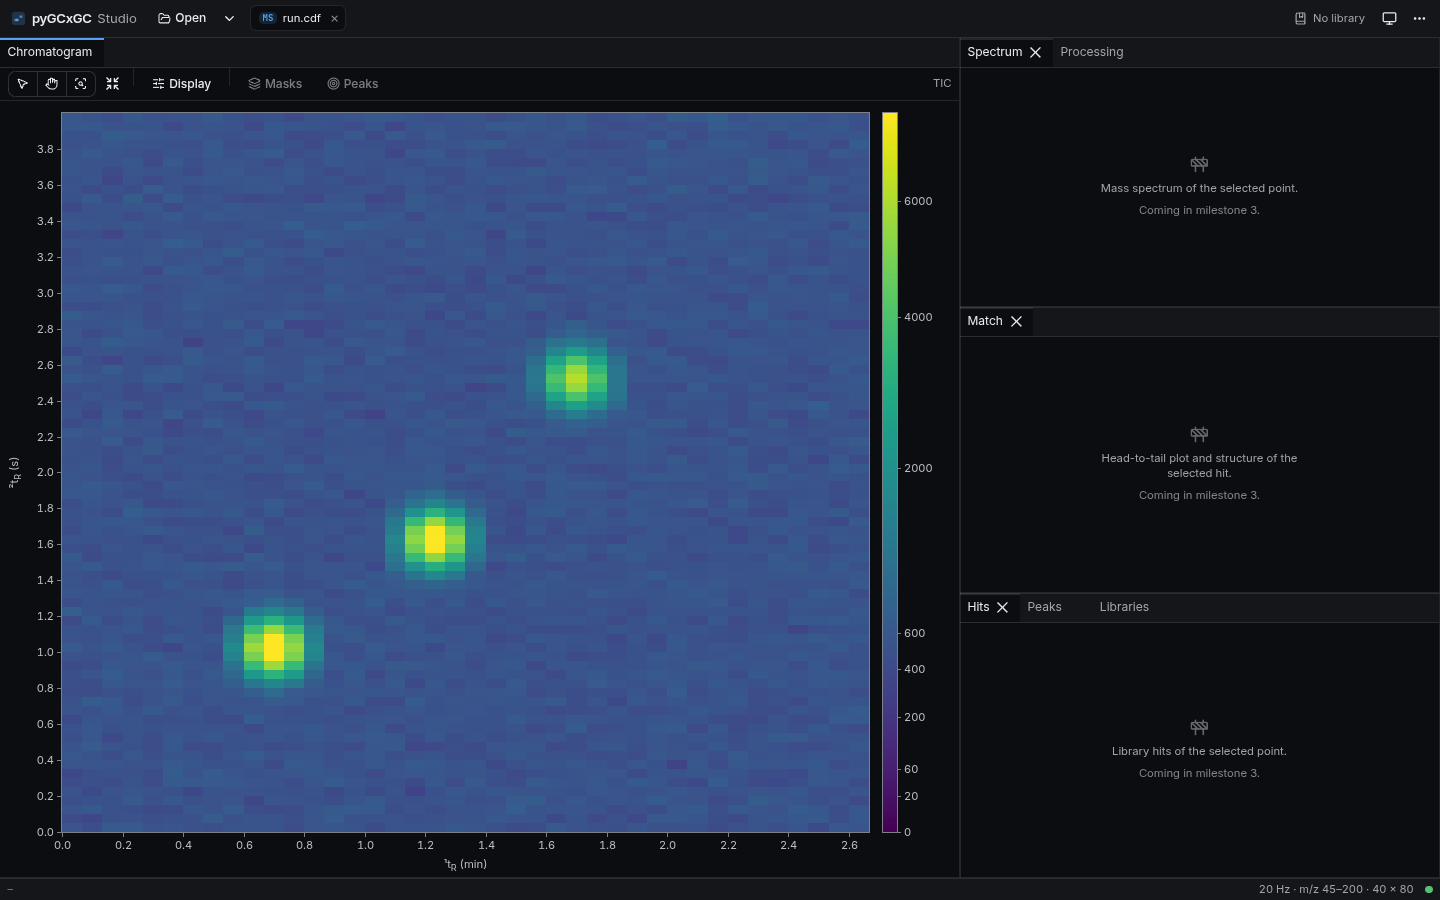 pyGCxGC Studio Open MS run.cdf No library
Chromatogram
Display Masks Peaks TIC
3.8
3.6
3.4
3.2
3.0
2.8
2.6
2.4
2.2
2.0
1.8
1.6
1.4
1.2
1.0
0.8
0.6
0.4
0.2
0.0
²tR (s)
0.0 0.2 0.4 0.6 0.8 1.0 1.2 1.4 1.6 1.8 2.0 2.2 2.4 2.6
¹tR (min)
6000
4000
2000
600
400
200
60
20
0
Spectrum Processing
Mass spectrum of the selected point.
Coming in milestone 3.
Match
Head-to-tail plot and structure of the
selected hit.
Coming in milestone 3.
Hits Peaks Libraries
Library hits of the selected point.
Coming in milestone 3.
– 20 Hz · m/z 45–200 · 40 × 80